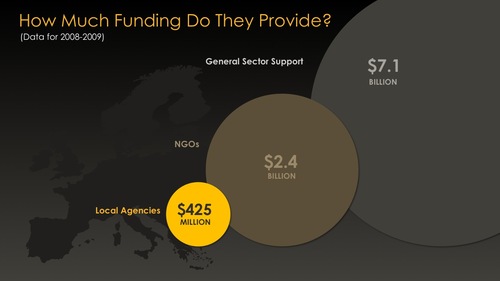 How Much Funding Do They Provide?
(Data for 2008-2009)
General Sector Support
$7.1
BILLION
NGOs
$2.4
BILLION
Local Agencies
$425
MILLION